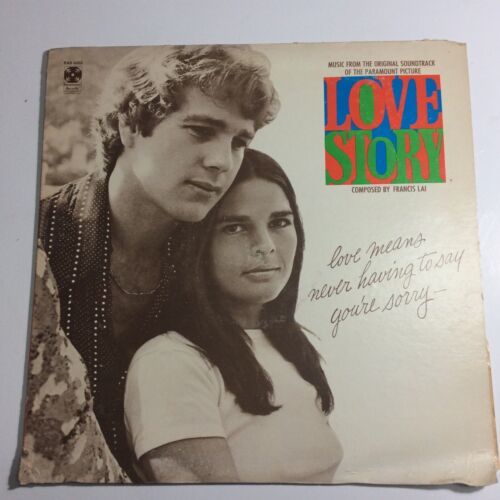 MUSIC FROM THE ORIGINAL SOUNDTRACK
OF THE PARAMOUNT PICTURE
LOVE
STORY
COMPOSED BY FRANCIS LAI
love means
never having to say
you're sorry—